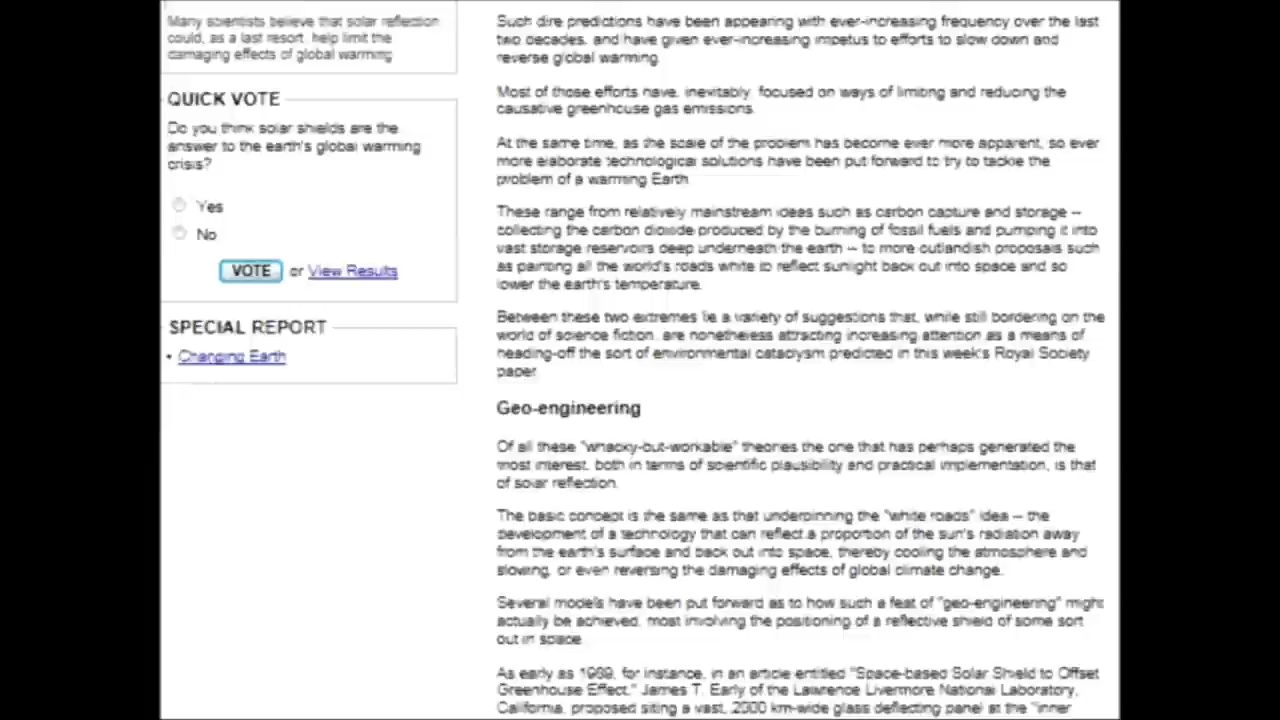 Many scientists believe that solar reflection
could, as a last resort, help limit the
damaging effects of global warming
QUICK VOTE
Do you think solar shields are the
answer to the earth's global warming
crisis?
Yes
No
VOTE or View Results
SPECIAL REPORT
• Changing Earth
Such dire predictions have been appearing with ever-increasing frequency over the last
two decades, and have given ever-increasing impetus to efforts to slow down and
reverse global warming.
Most of those efforts have, inevitably, focused on ways of limiting and reducing the
causative greenhouse gas emissions.
At the same time, as the scale of the problem has become ever more apparent, so ever
more elaborate technological solutions have been put forward to try to tackle the
problem of a warming Earth.
These range from relatively mainstream ideas such as carbon capture and storage --
collecting the carbon dioxide produced by the burning of fossil fuels and pumping it into
vast storage reservoirs deep underneath the earth -- to more outlandish proposals such
as painting all the world's roads white to reflect sunlight back out into space and so
lower the earth's temperature.
Between these two extremes lie a variety of suggestions that, while still bordering on the
world of science fiction, are nonetheless attracting increasing attention as a means of
heading-off the sort of environmental cataclysm predicted in this week's Royal Society
paper.
Geo-engineering
Of all these "whacky-but-workable" theories the one that has perhaps generated the
most interest, both in terms of scientific plausibility and practical implementation, is that
of solar reflection.
The basic concept is the same as that underpinning the "white roads" idea -- the
development of a technology that can reflect a proportion of the sun's radiation away
from the earth's surface and back out into space, thereby cooling the atmosphere and
slowing, or even reversing the damaging effects of global climate change.
Several models have been put forward as to how such a feat of "geo-engineering" might
actually be achieved, most involving the positioning of a reflective shield of some sort
out in space.
As early as 1989, for instance, in an article entitled "Space-based Solar Shield to Offset
Greenhouse Effect," James T. Early of the Lawrence Livermore National Laboratory,
California, proposed siting a vast, 2000 km-wide glass deflecting panel at the "inner